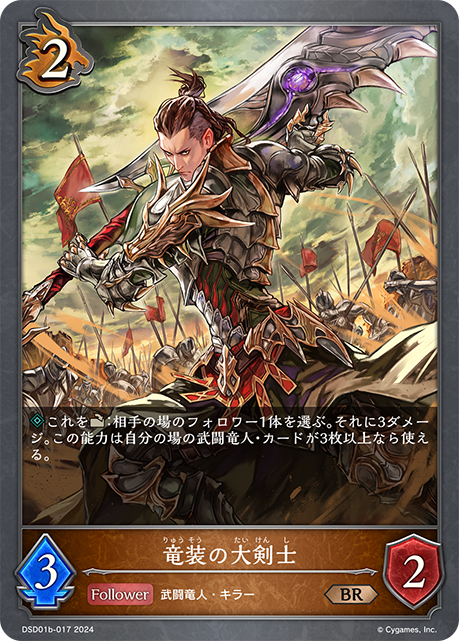 2
これを:相手の場のフォロワー1体を選ぶ。それに3ダメー
ジ。この能力は自分の場の武闘竜人・カードが3枚以上なら使え
る。
りゅうそう たいけんし
竜装の大剣士
3
Follower 武闘竜人・キラー BR
2
DSD01b-017 2024 © Cygames, Inc.